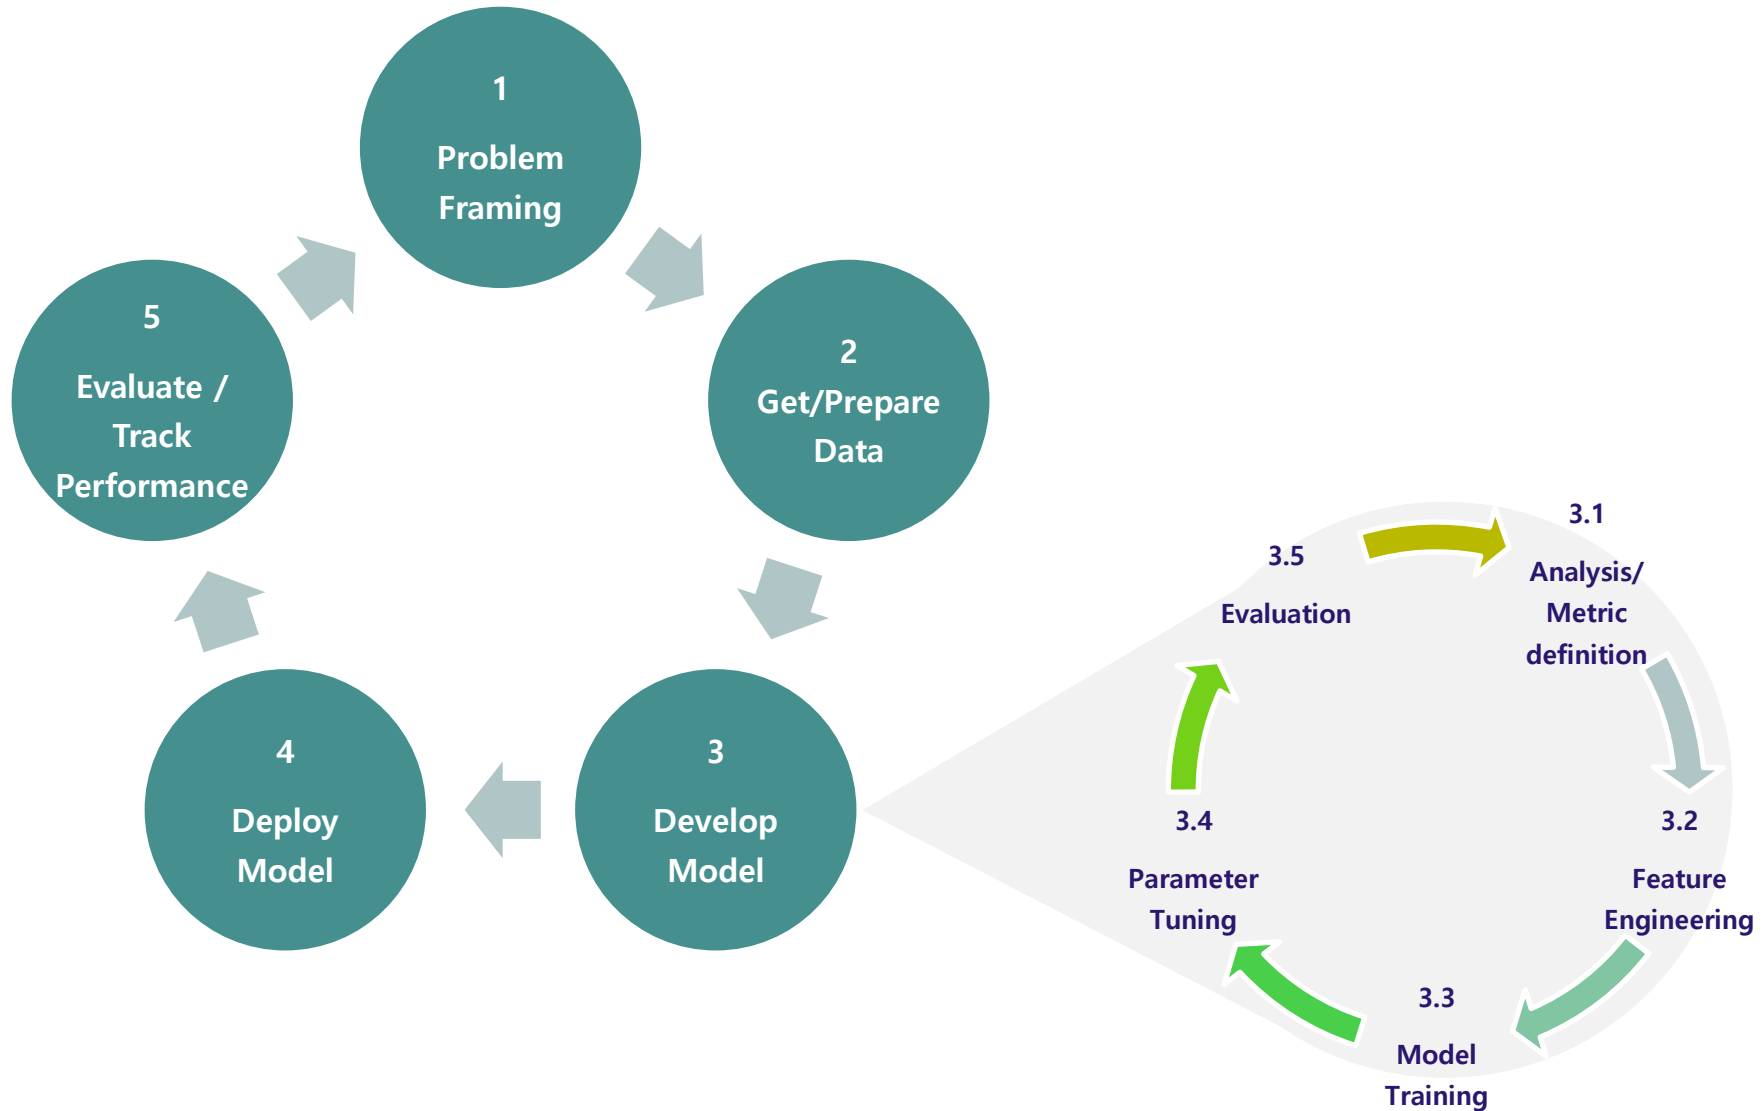 1
Problem
Framing
2
Get/Prepare
Data
3
Develop
Model
4
Deploy
Model
5
Evaluate /
Track
Performance
3.1
Analysis/
Metric
definition
3.2
Feature
Engineering
3.3
Model
Training
3.4
Parameter
Tuning
3.5
Evaluation